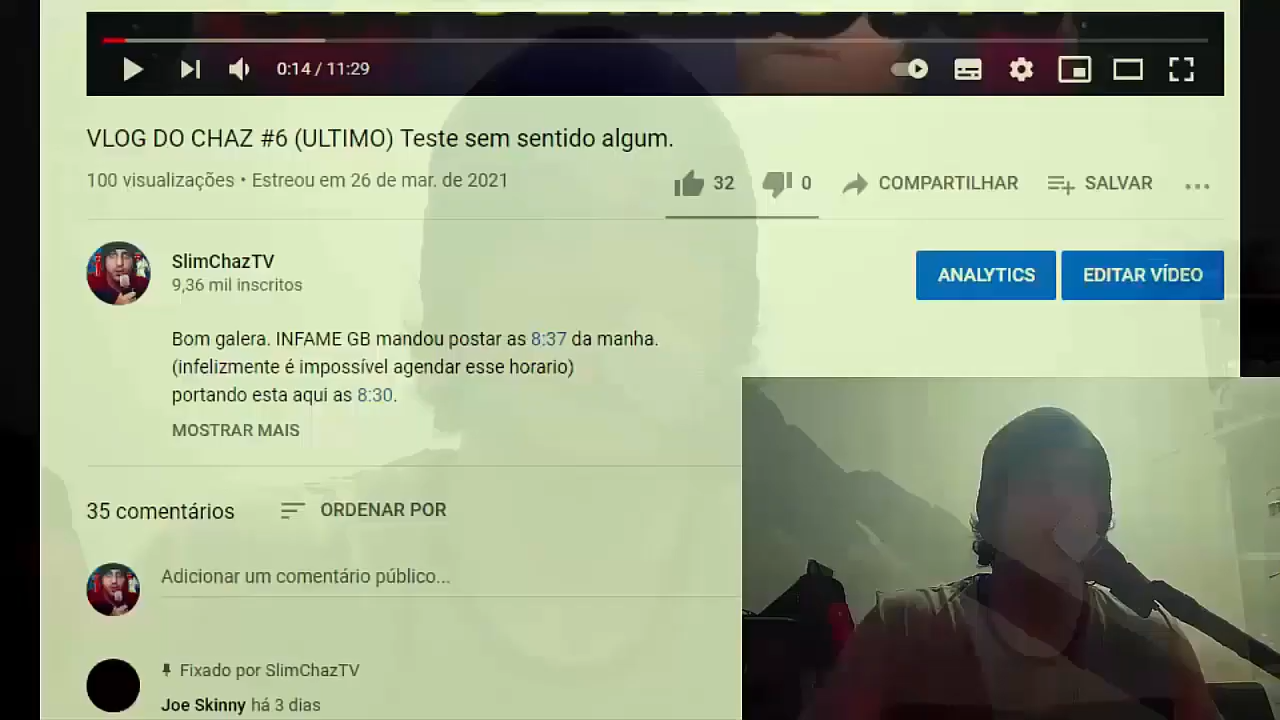 0:14 / 11:29
VLOG DO CHAZ #6 (ULTIMO) Teste sem sentido algum.
100 visualizações • Estreou em 26 de mar. de 2021
32 0 COMPARTILHAR SALVAR
SlimChazTV
9,36 mil inscritos
ANALYTICS EDITAR VÍDEO
Bom galera. INFAME GB mandou postar as 8:37 da manha.
(infelizmente é impossível agendar esse horario)
portando esta aqui as 8:30.
MOSTRAR MAIS
35 comentários ORDENAR POR
Adicionar um comentário público...
Fixado por SlimChazTV
Joe Skinny há 3 dias